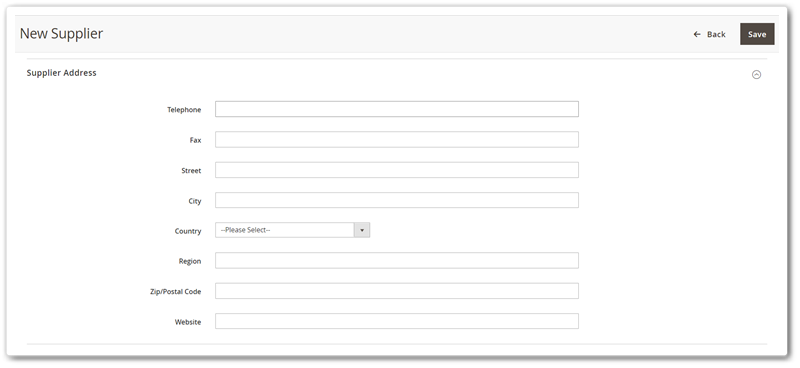 New Supplier
← Back
Save
Supplier Address
Telephone
Fax
Street
City
Country --Please Select--
Region
Zip/Postal Code
Website